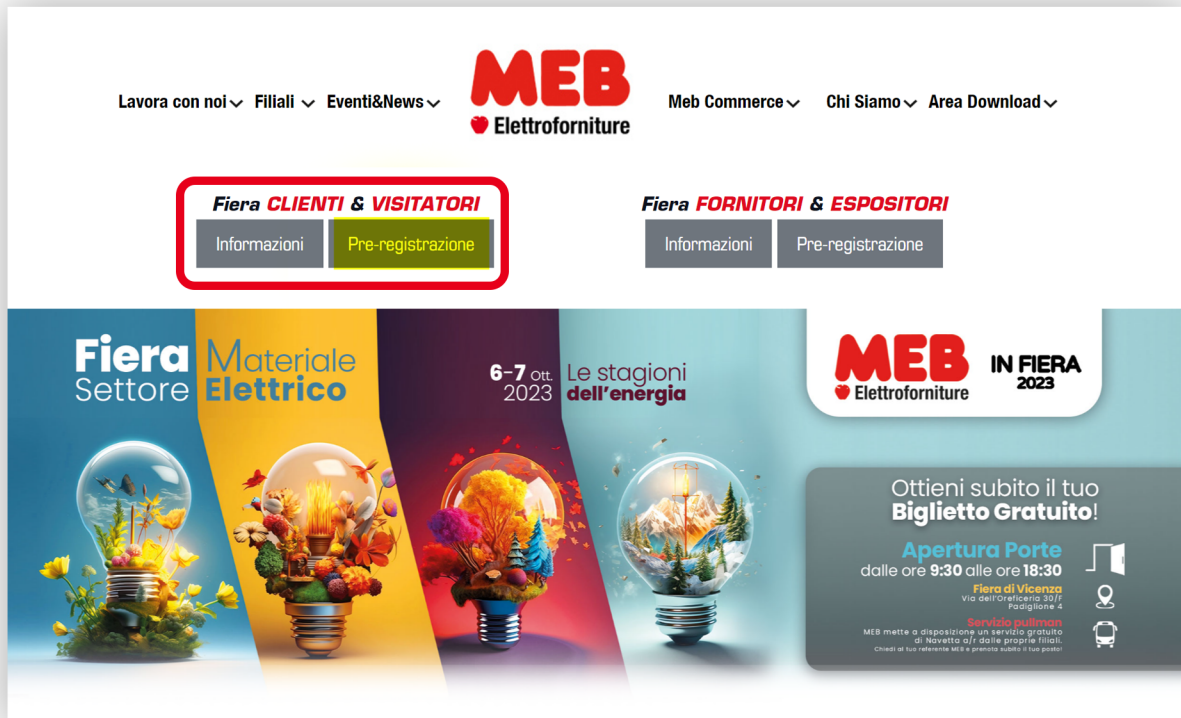 Lavora con noi Filiali Eventi&News
MEB
Elettroforniture
Meb Commerce Chi Siamo Area Download
Fiera CLIENTI & VISITATORI
Informazioni Pre-registrazione
Fiera FORNITORI & ESPOSITORI
Informazioni Pre-registrazione
Fiera Materiale
Settore Elettrico
6-7 Ott. Le stagioni
2023 dell'energia
MEB
Elettroforniture
IN FIERA
2023
Ottieni subito il tuo
Biglietto Gratuito!
Apertura Porte
dalle ore 9:30 alle ore 18:30
Fiera di Vicenza
Via dell'Oreficeria 30/F
Padiglione 4
Servizio pullman
MEB mette a disposizione un servizio gratuito
di Navetta a/r dalle proprie filiali.
Chiedi al tuo referente MEB e prenota subito il tuo posto!